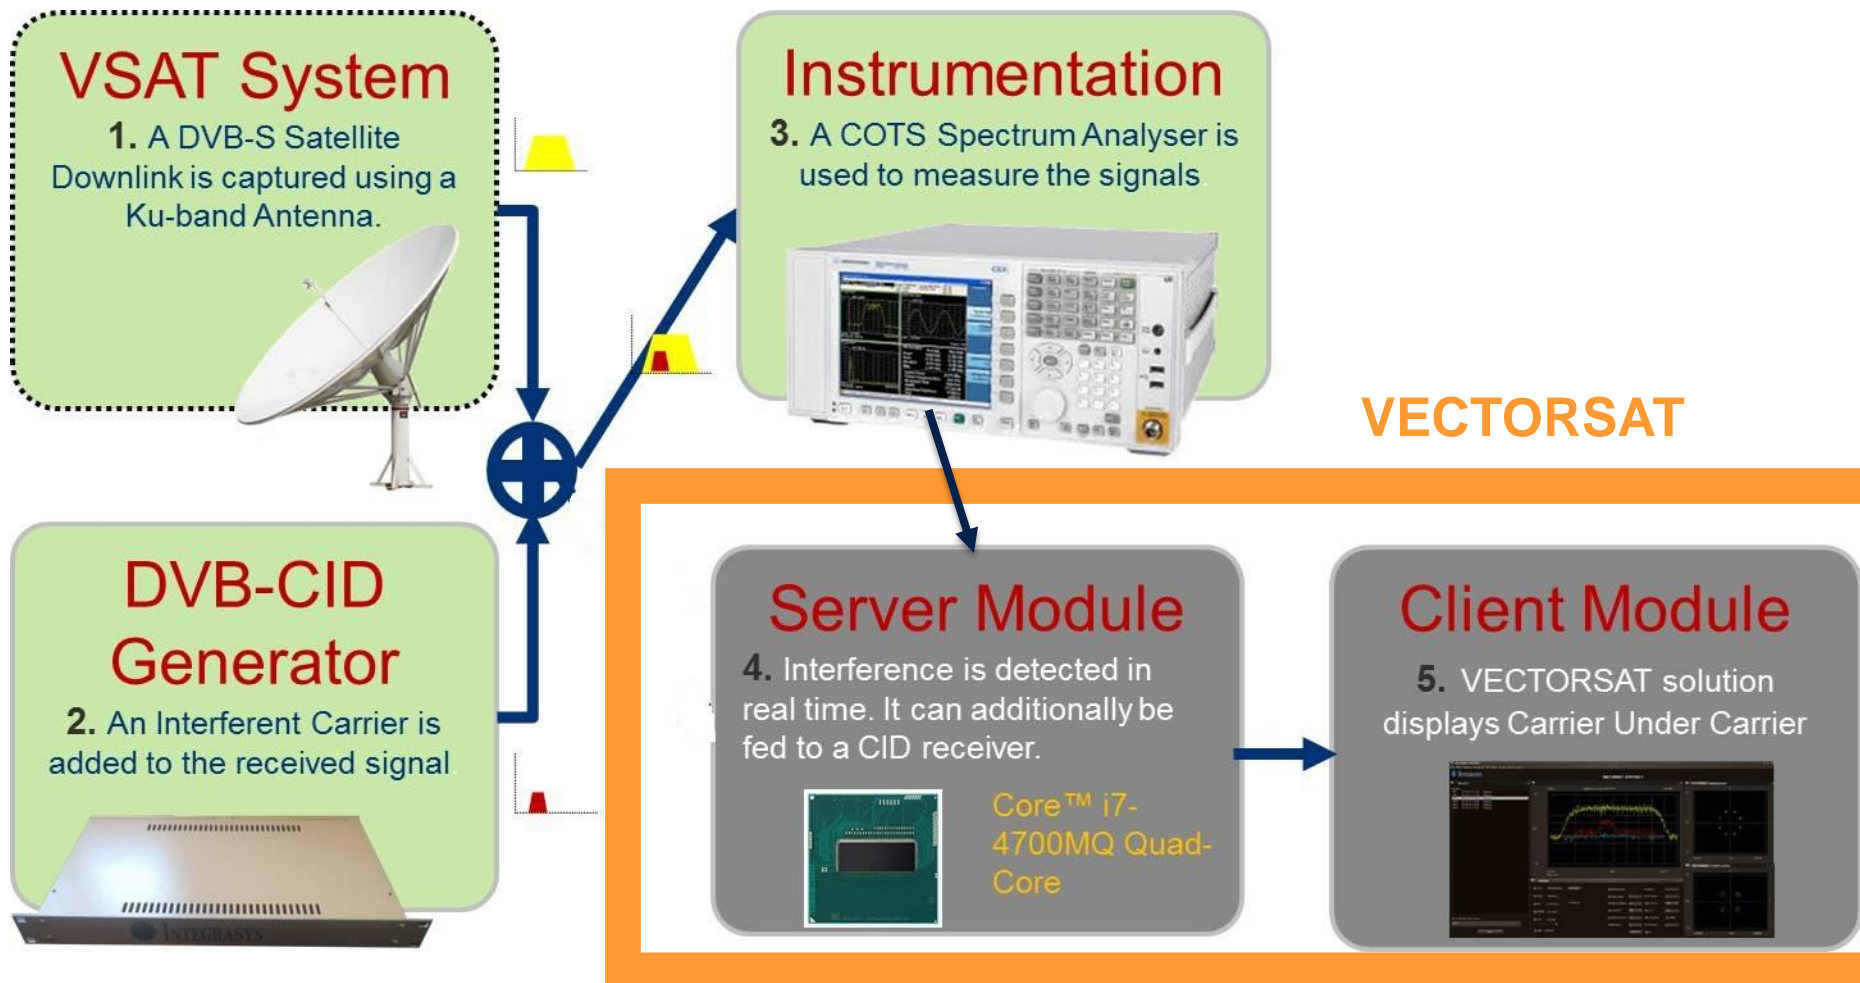 VSAT System
1. A DVB-S Satellite
Downlink is captured using a
Ku-band Antenna.
Instrumentation
3. A COTS Spectrum Analyser is
used to measure the signals.
VECTORSAT
DVB-CID
Generator
2. An Interferent Carrier is
added to the received signal.
INTEGRASYS
Server Module
4. Interference is detected in
real time. It can additionally be
fed to a CID receiver.
Core™ i7-
4700MQ Quad-
Core
Client Module
5. VECTORSAT solution
displays Carrier Under Carrier